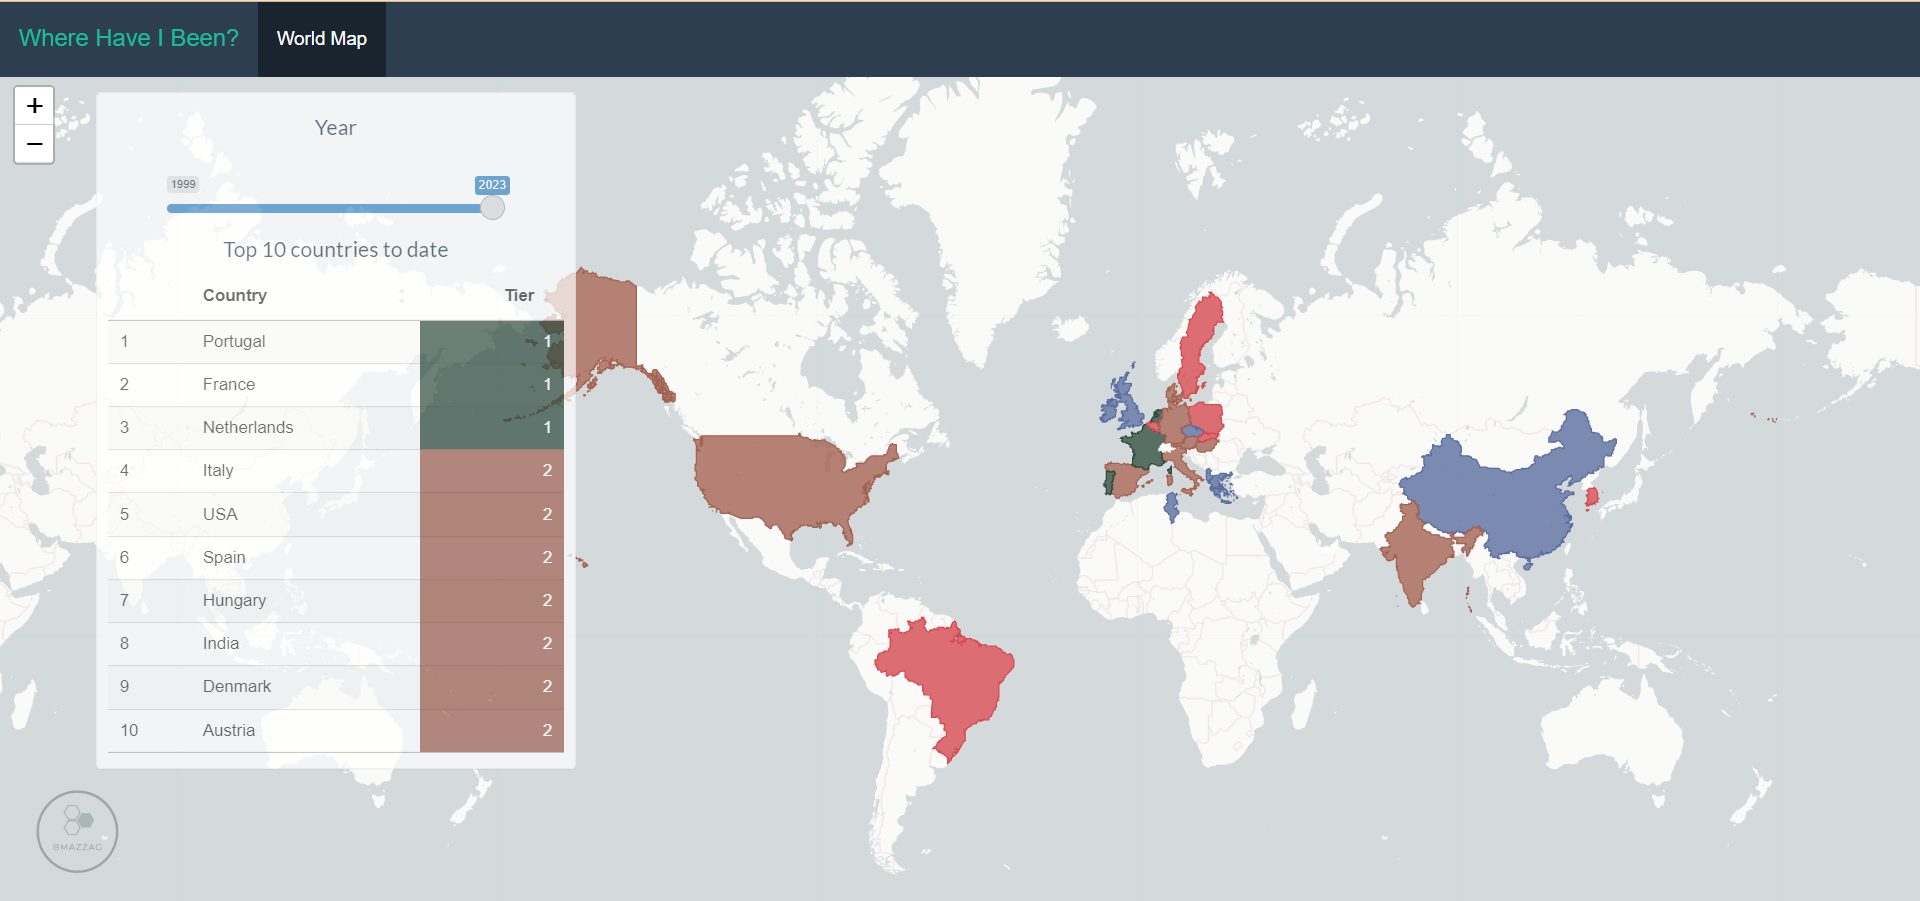 Where Have I Been?
World Map
+
−
Year
1999
2023
Top 10 countries to date
Country Tier
1 Portugal 1
2 France 1
3 Netherlands 1
4 Italy 2
5 USA 2
6 Spain 2
7 Hungary 2
8 India 2
9 Denmark 2
10 Austria 2
BMAZZAG